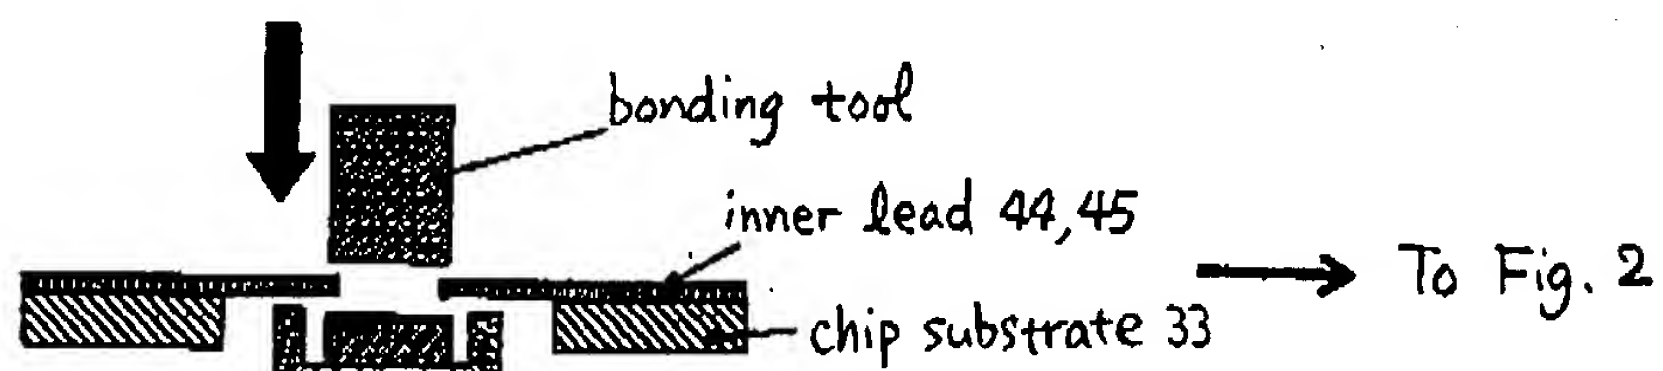 bonding tool
inner lead 44,45
To Fig. 2
chip substrate 33